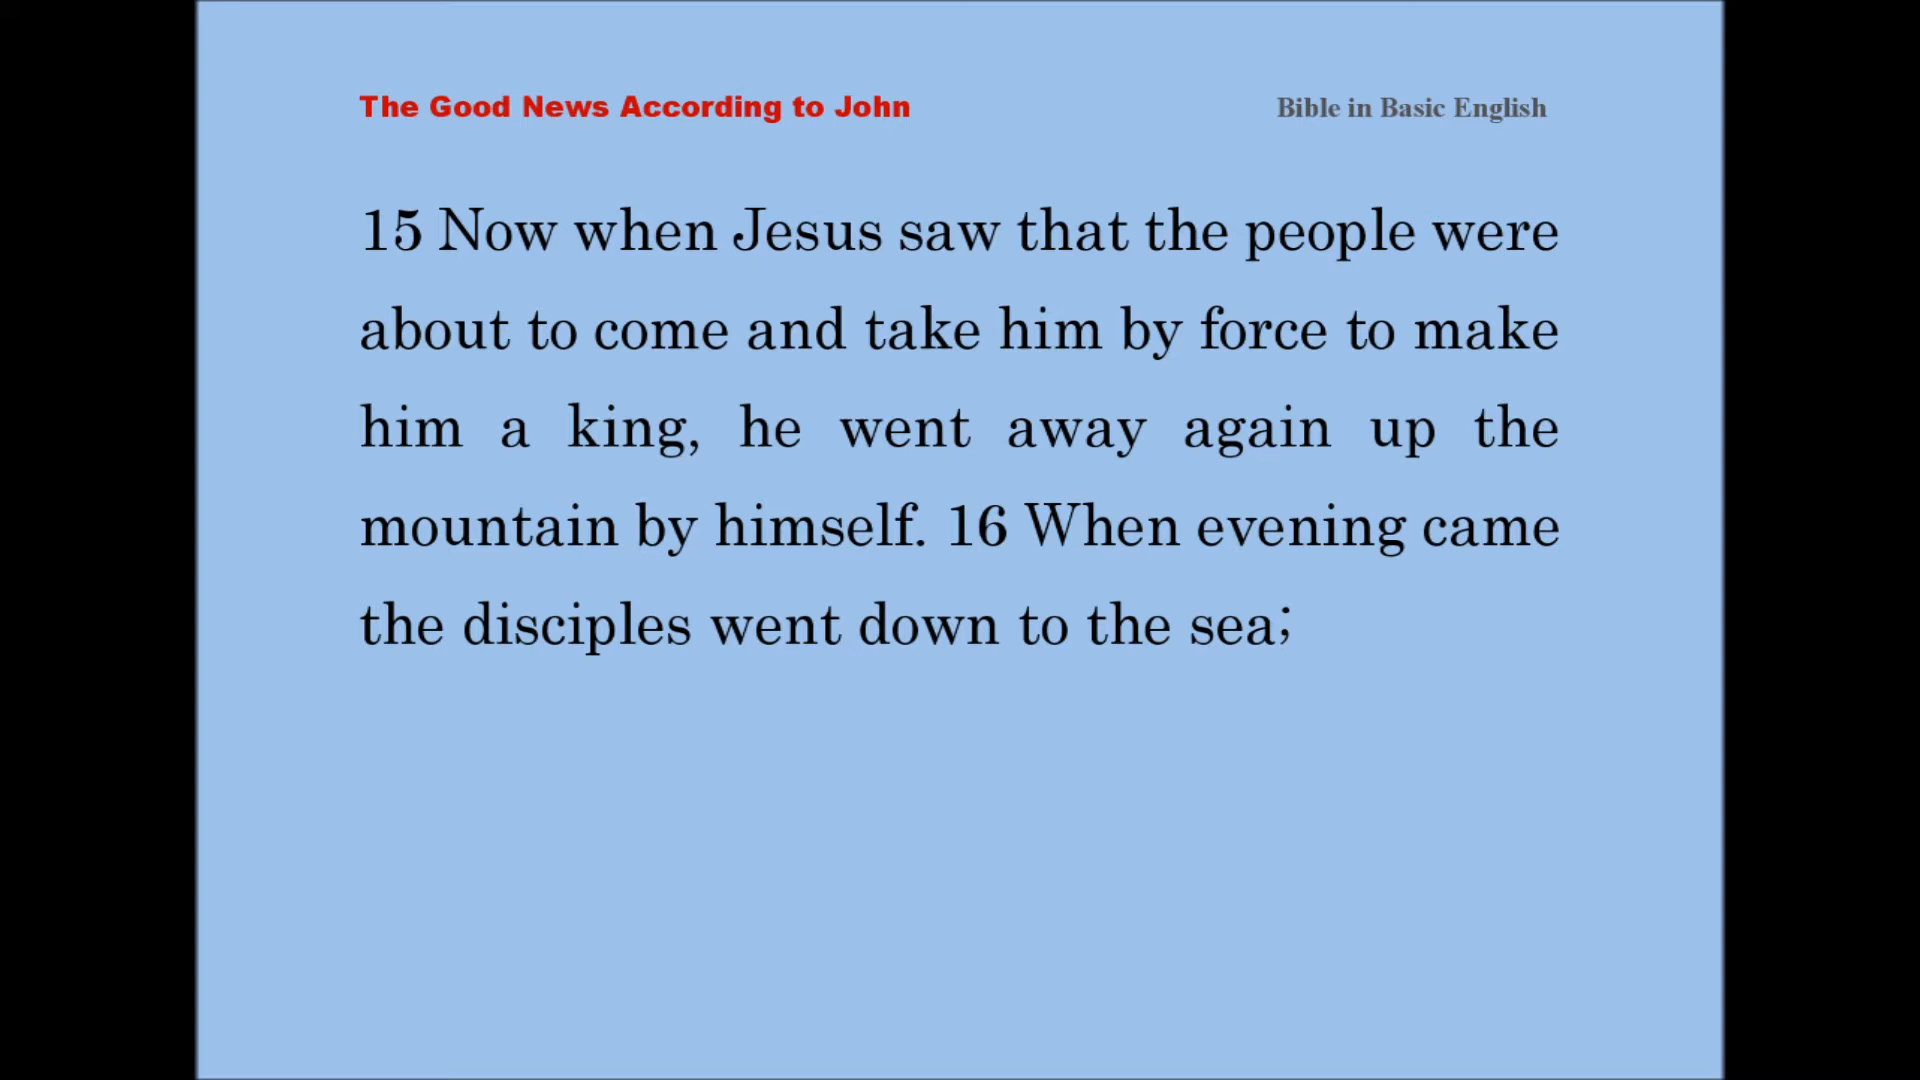 The Good News According to John
Bible in Basic English
15 Now when Jesus saw that the people were
about to come and take him by force to make
him a king, he went away again up the
mountain by himself. 16 When evening came
the disciples went down to the sea;